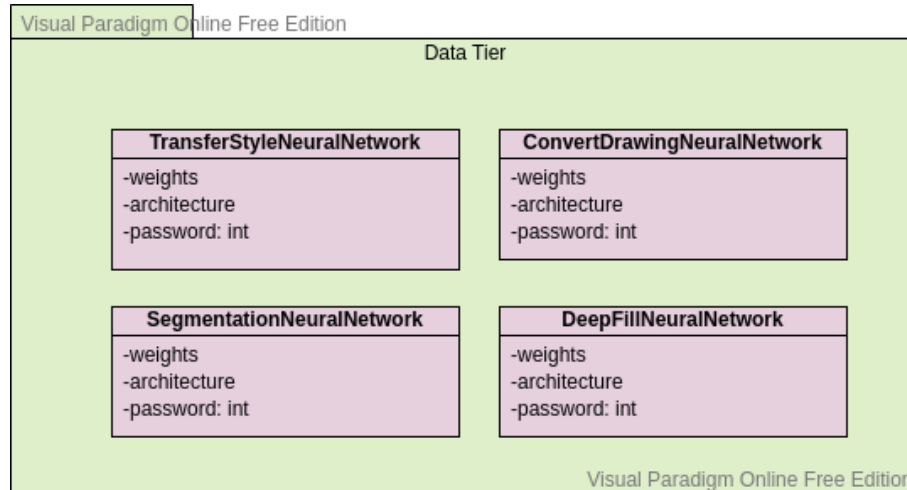 Visual Paradigm Online Free Edition
Data Tier
TransferStyleNeuralNetwork
-weights
-architecture
-password: int
ConvertDrawingNeuralNetwork
-weights
-architecture
-password: int
SegmentationNeuralNetwork
-weights
-architecture
-password: int
DeepFillNeuralNetwork
-weights
-architecture
-password: int
Visual Paradigm Online Free Edition